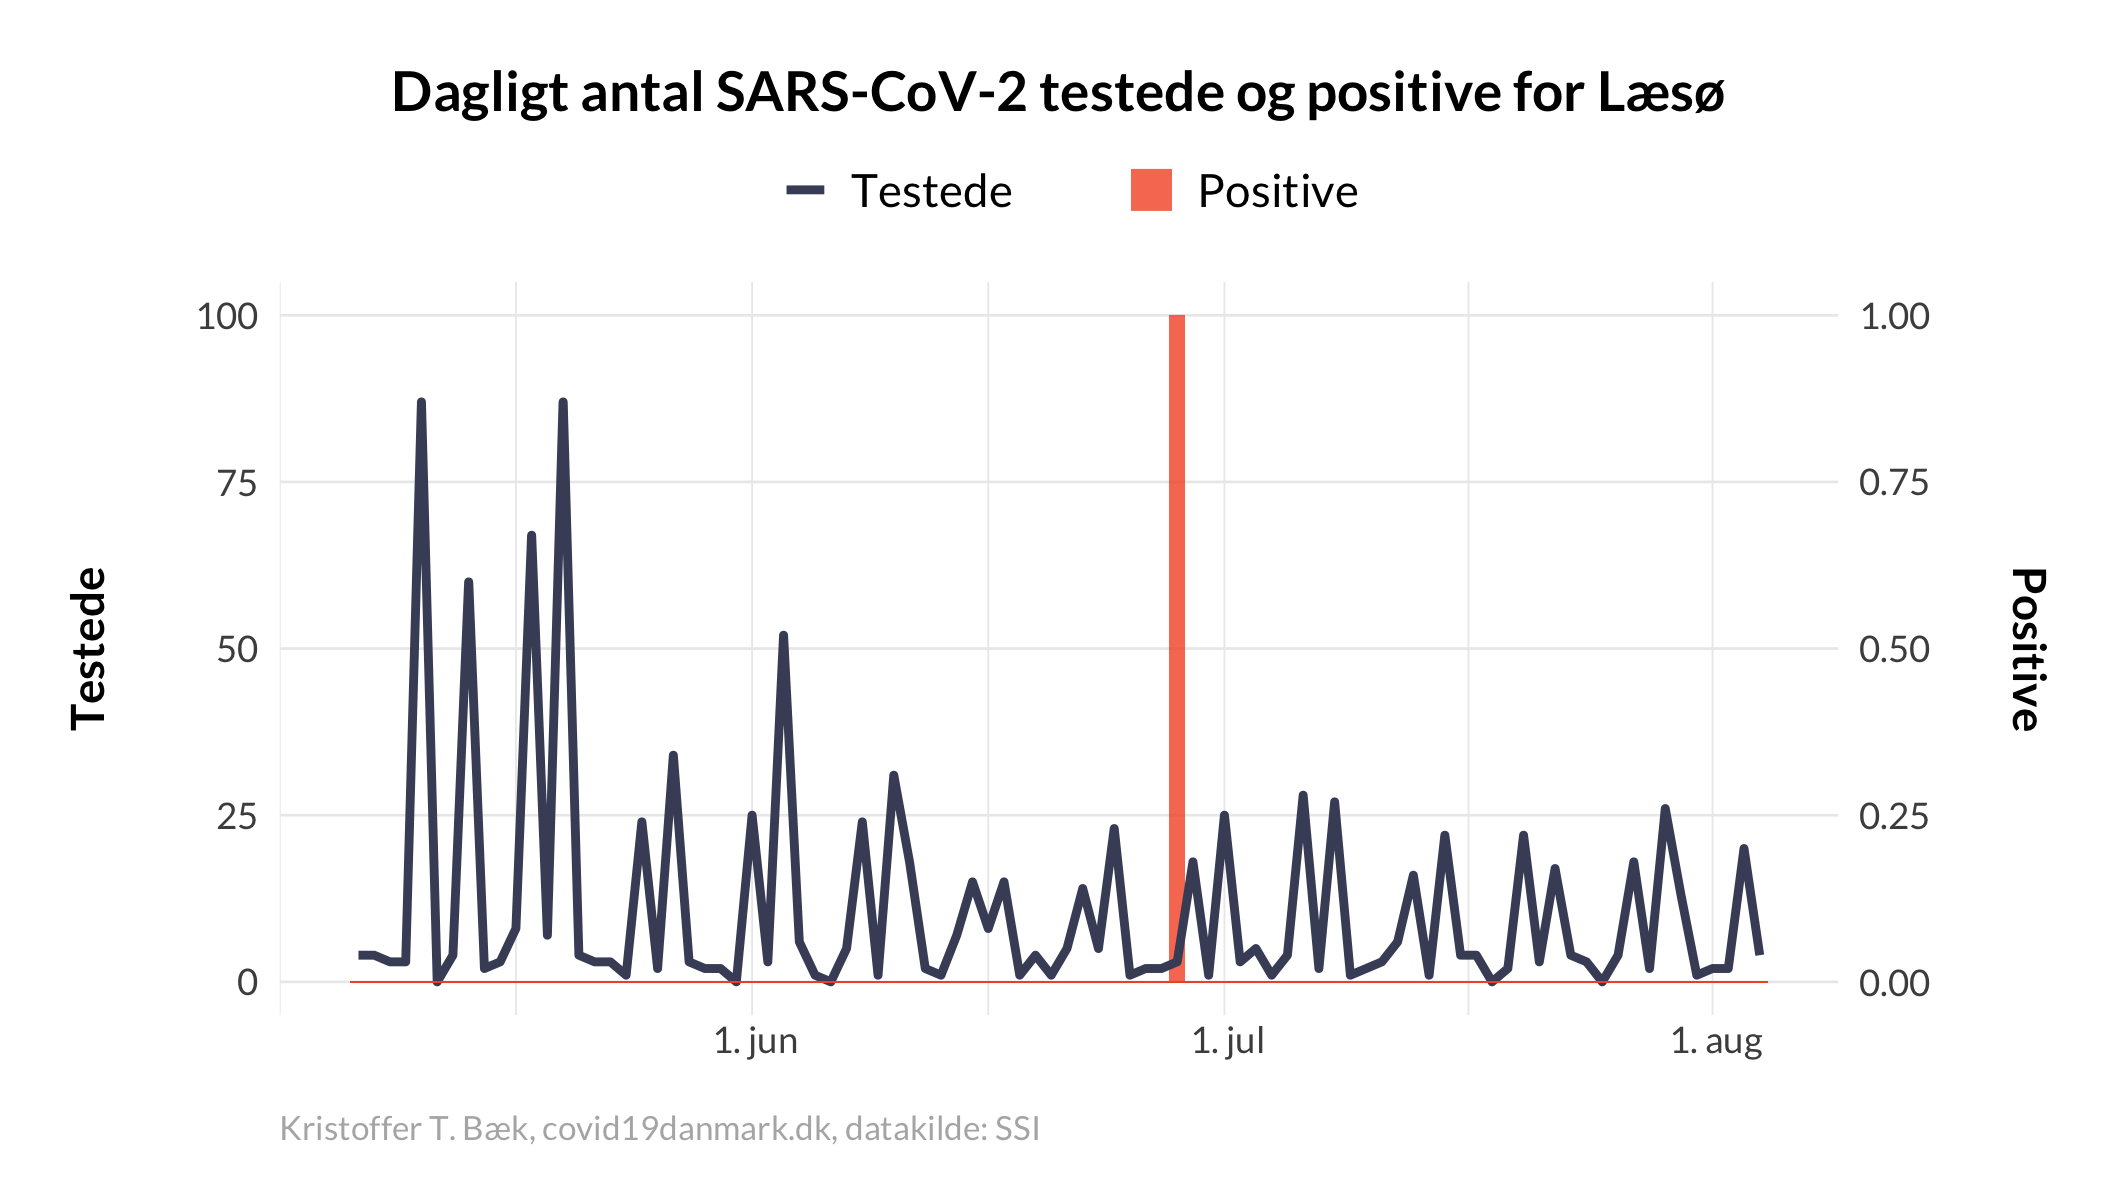 Dagligt antal SARS-CoV-2 testede og positive for Læsø
Testede Positive
100 1.00
75 0.75
50 0.50
25 0.25
0 0.00
Testede
Positive
1. jun 1. jul 1. aug
Kristoffer T. Bæk, covid19danmark.dk, datakilde: SSI